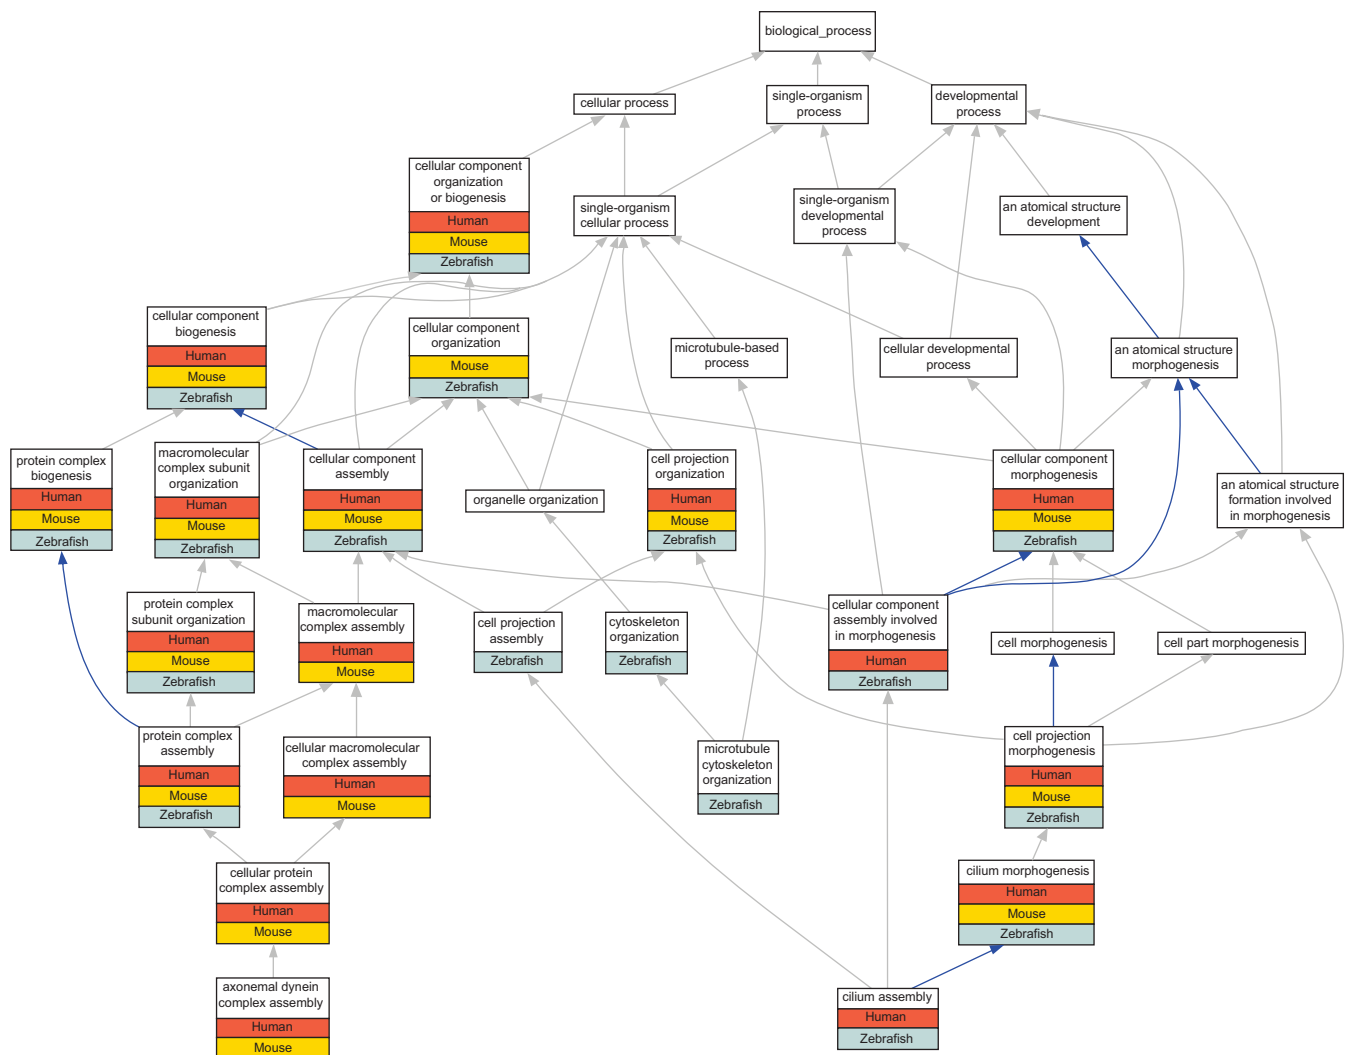 biological_process
cellular process
single-organism
process
developmental
process
cellular component
organization
or biogenesis
Human
Mouse
Zebrafish
single-organism
cellular process
single-organism
developmental
process
an atomical structure
development
cellular component
biogenesis
Human
Mouse
Zebrafish
cellular component
organization
Mouse
Zebrafish
microtubule-based
process
cellular developmental
process
an atomical structure
morphogenesis
protein complex
biogenesis
Human
Mouse
Zebrafish
macromolecular
complex subunit
organization
Human
Mouse
Zebrafish
cellular component
assembly
Human
Mouse
Zebrafish
organelle organization
cell projection
organization
Human
Mouse
Zebrafish
cellular component
morphogenesis
Human
Mouse
Zebrafish
an atomical structure
formation involved
in morphogenesis
protein complex
subunit organization
Human
Mouse
Zebrafish
macromolecular
complex assembly
Human
Mouse
cell projection
assembly
Zebrafish
cytoskeleton
organization
Zebrafish
cellular component
assembly involved
in morphogenesis
Human
Zebrafish
cell morphogenesis
cell part morphogenesis
protein complex
assembly
Human
Mouse
Zebrafish
cellular macromolecular
complex assembly
Human
Mouse
microtubule
cytoskeleton
organization
Zebrafish
cell projection
morphogenesis
Human
Mouse
Zebrafish
cellular protein
complex assembly
Human
Mouse
cilium morphogenesis
Human
Mouse
Zebrafish
axonemal dynein
complex assembly
Human
Mouse
cilium assembly
Human
Zebrafish